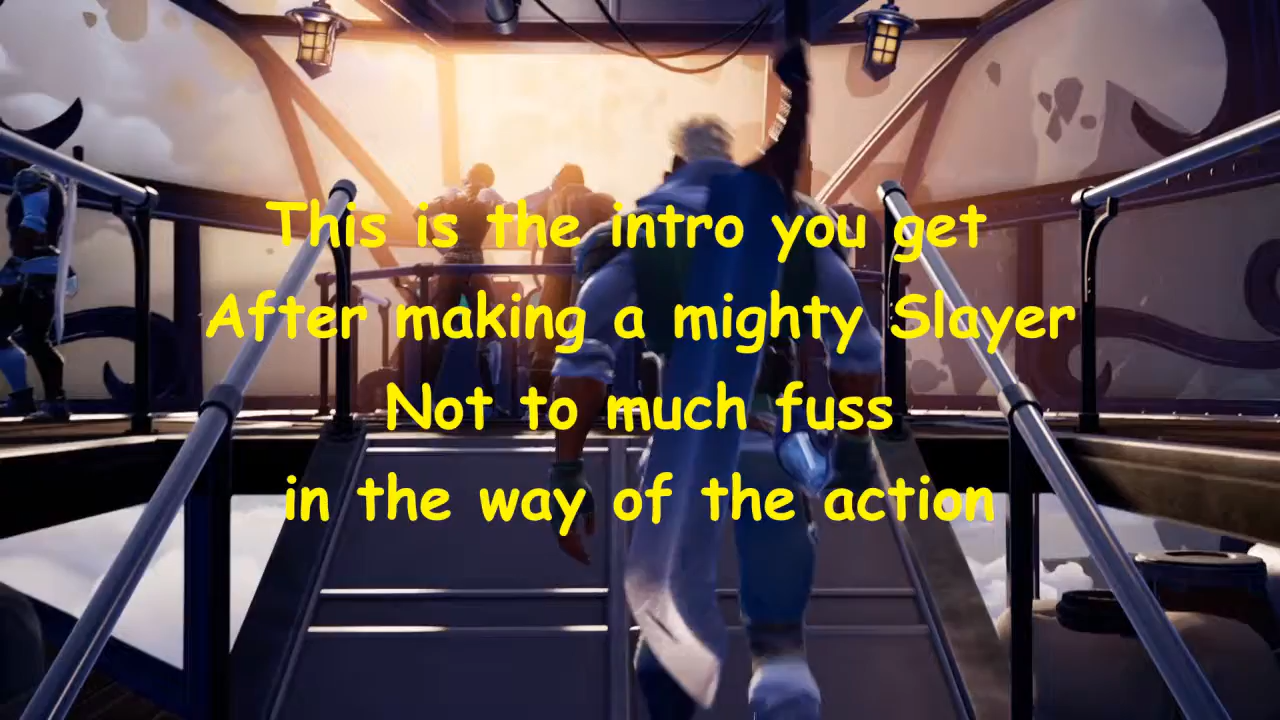 This is the intro you get
After making a mighty Slayer
Not to much fuss
in the way of the action